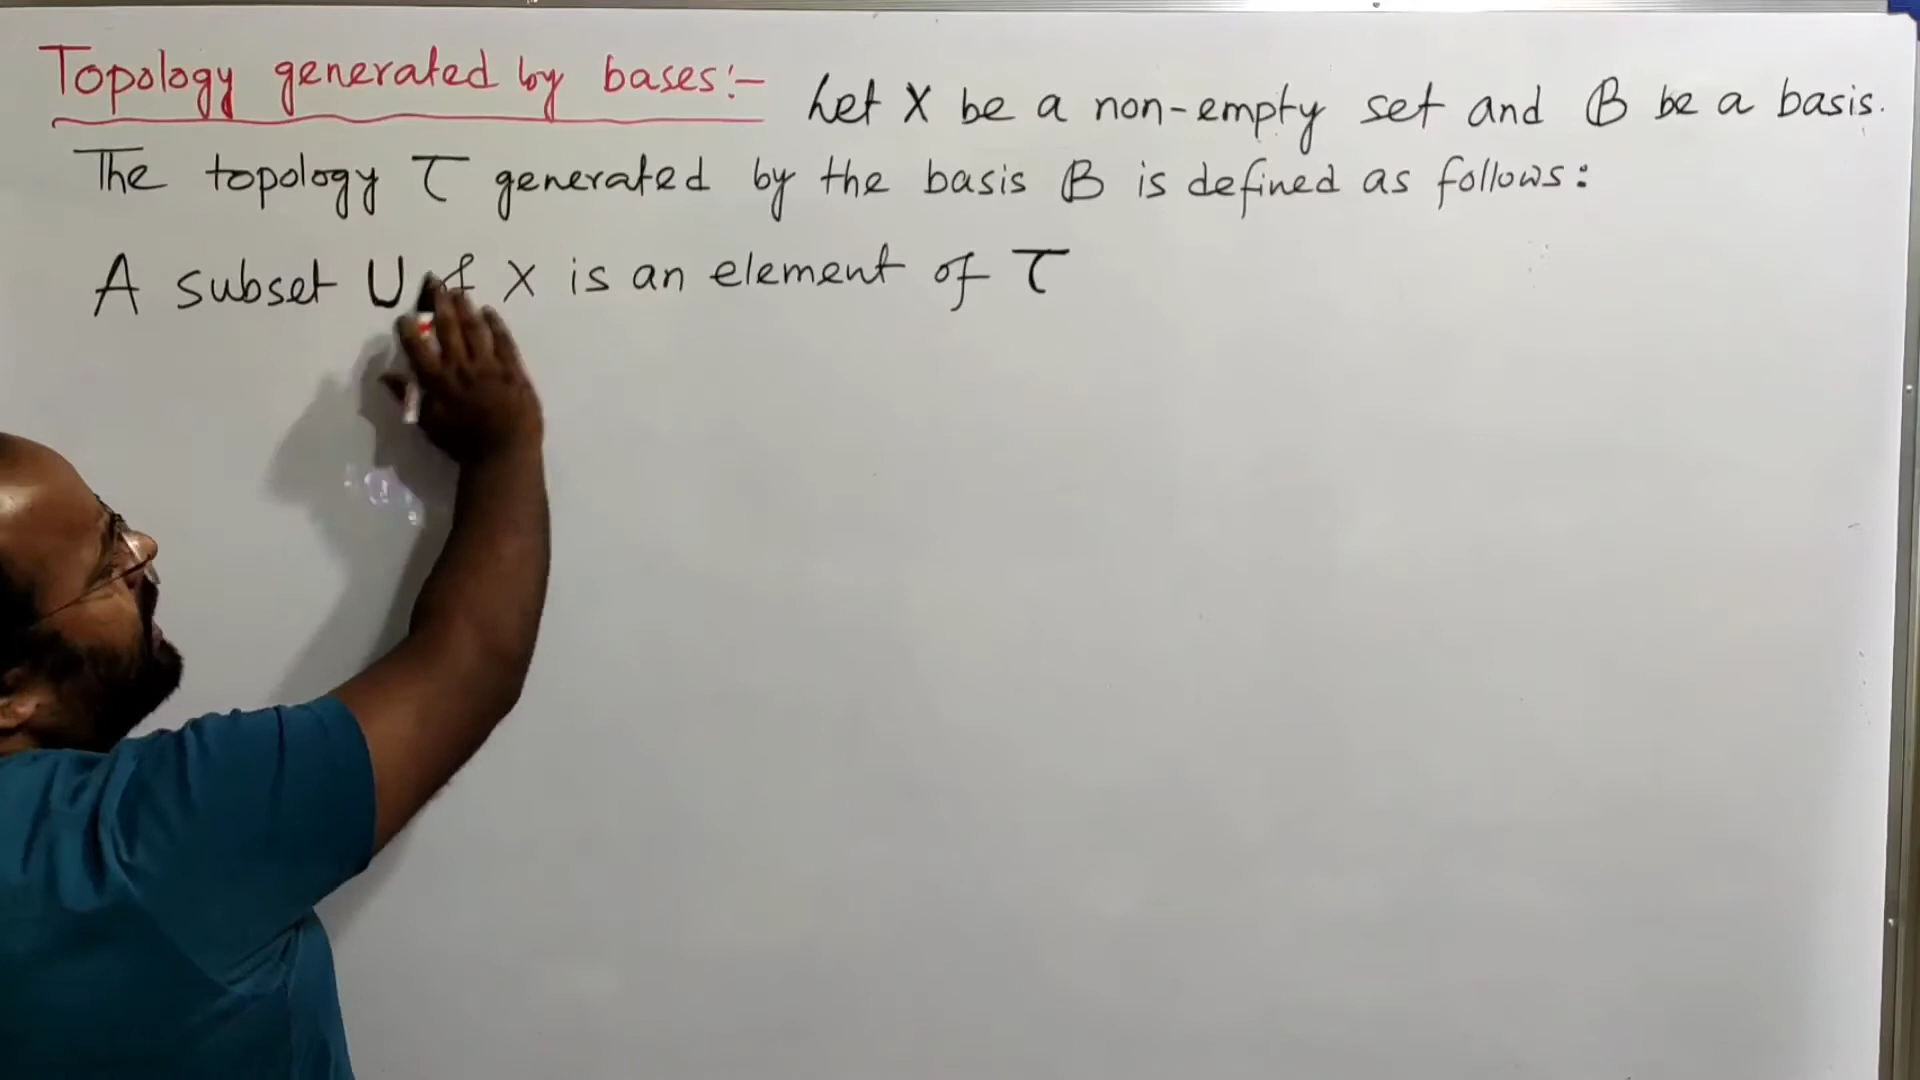 Topology generated by bases:- Let X be a non-empty set and B be a basis.
The topology τ generated by the basis B is defined as follows:
A subset U of X is an element of τ